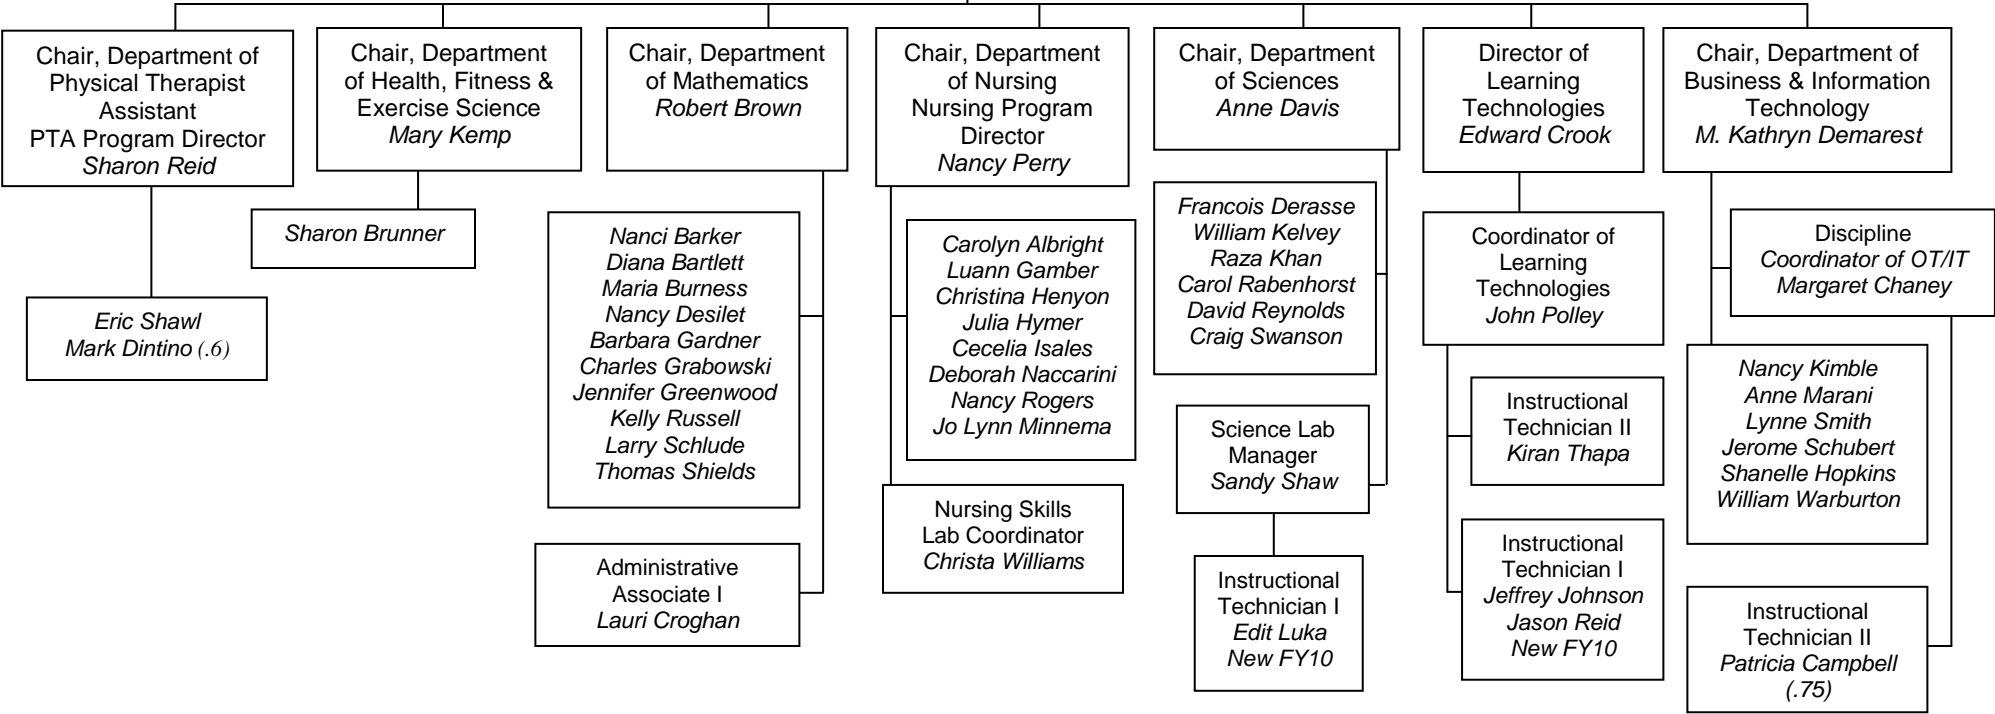 Chair, Department of
Physical Therapist
Assistant
PTA Program Director
Sharon Reid
Eric Shawl
Mark Dintino (.6)
Chair, Department
of Health, Fitness &
Exercise Science
Mary Kemp
Sharon Brunner
Chair, Department
of Mathematics
Robert Brown
Nanci Barker
Diana Bartlett
Maria Burness
Nancy Desilet
Barbara Gardner
Charles Grabowski
Jennifer Greenwood
Kelly Russell
Larry Schlude
Thomas Shields
Administrative
Associate I
Lauri Croghan
Chair, Department
of Nursing
Nursing Program
Director
Nancy Perry
Carolyn Albright
Luann Gamber
Christina Henyon
Julia Hymer
Cecelia Isales
Deborah Naccarini
Nancy Rogers
Jo Lynn Minnema
Nursing Skills
Lab Coordinator
Christa Williams
Chair, Department
of Sciences
Anne Davis
Francois Derasse
William Kelvey
Raza Khan
Carol Rabenhorst
David Reynolds
Craig Swanson
Science Lab
Manager
Sandy Shaw
Instructional
Technician I
Edit Luka
New FY10
Director of
Learning
Technologies
Edward Crook
Coordinator of
Learning
Technologies
John Polley
Instructional
Technician II
Kiran Thapa
Instructional
Technician I
Jeffrey Johnson
Jason Reid
New FY10
Chair, Department of
Business & Information
Technology
M. Kathryn Demarest
Discipline
Coordinator of OT/IT
Margaret Chaney
Nancy Kimble
Anne Marani
Lynne Smith
Jerome Schubert
Shanelle Hopkins
William Warburton
Instructional
Technician II
Patricia Campbell
(.75)